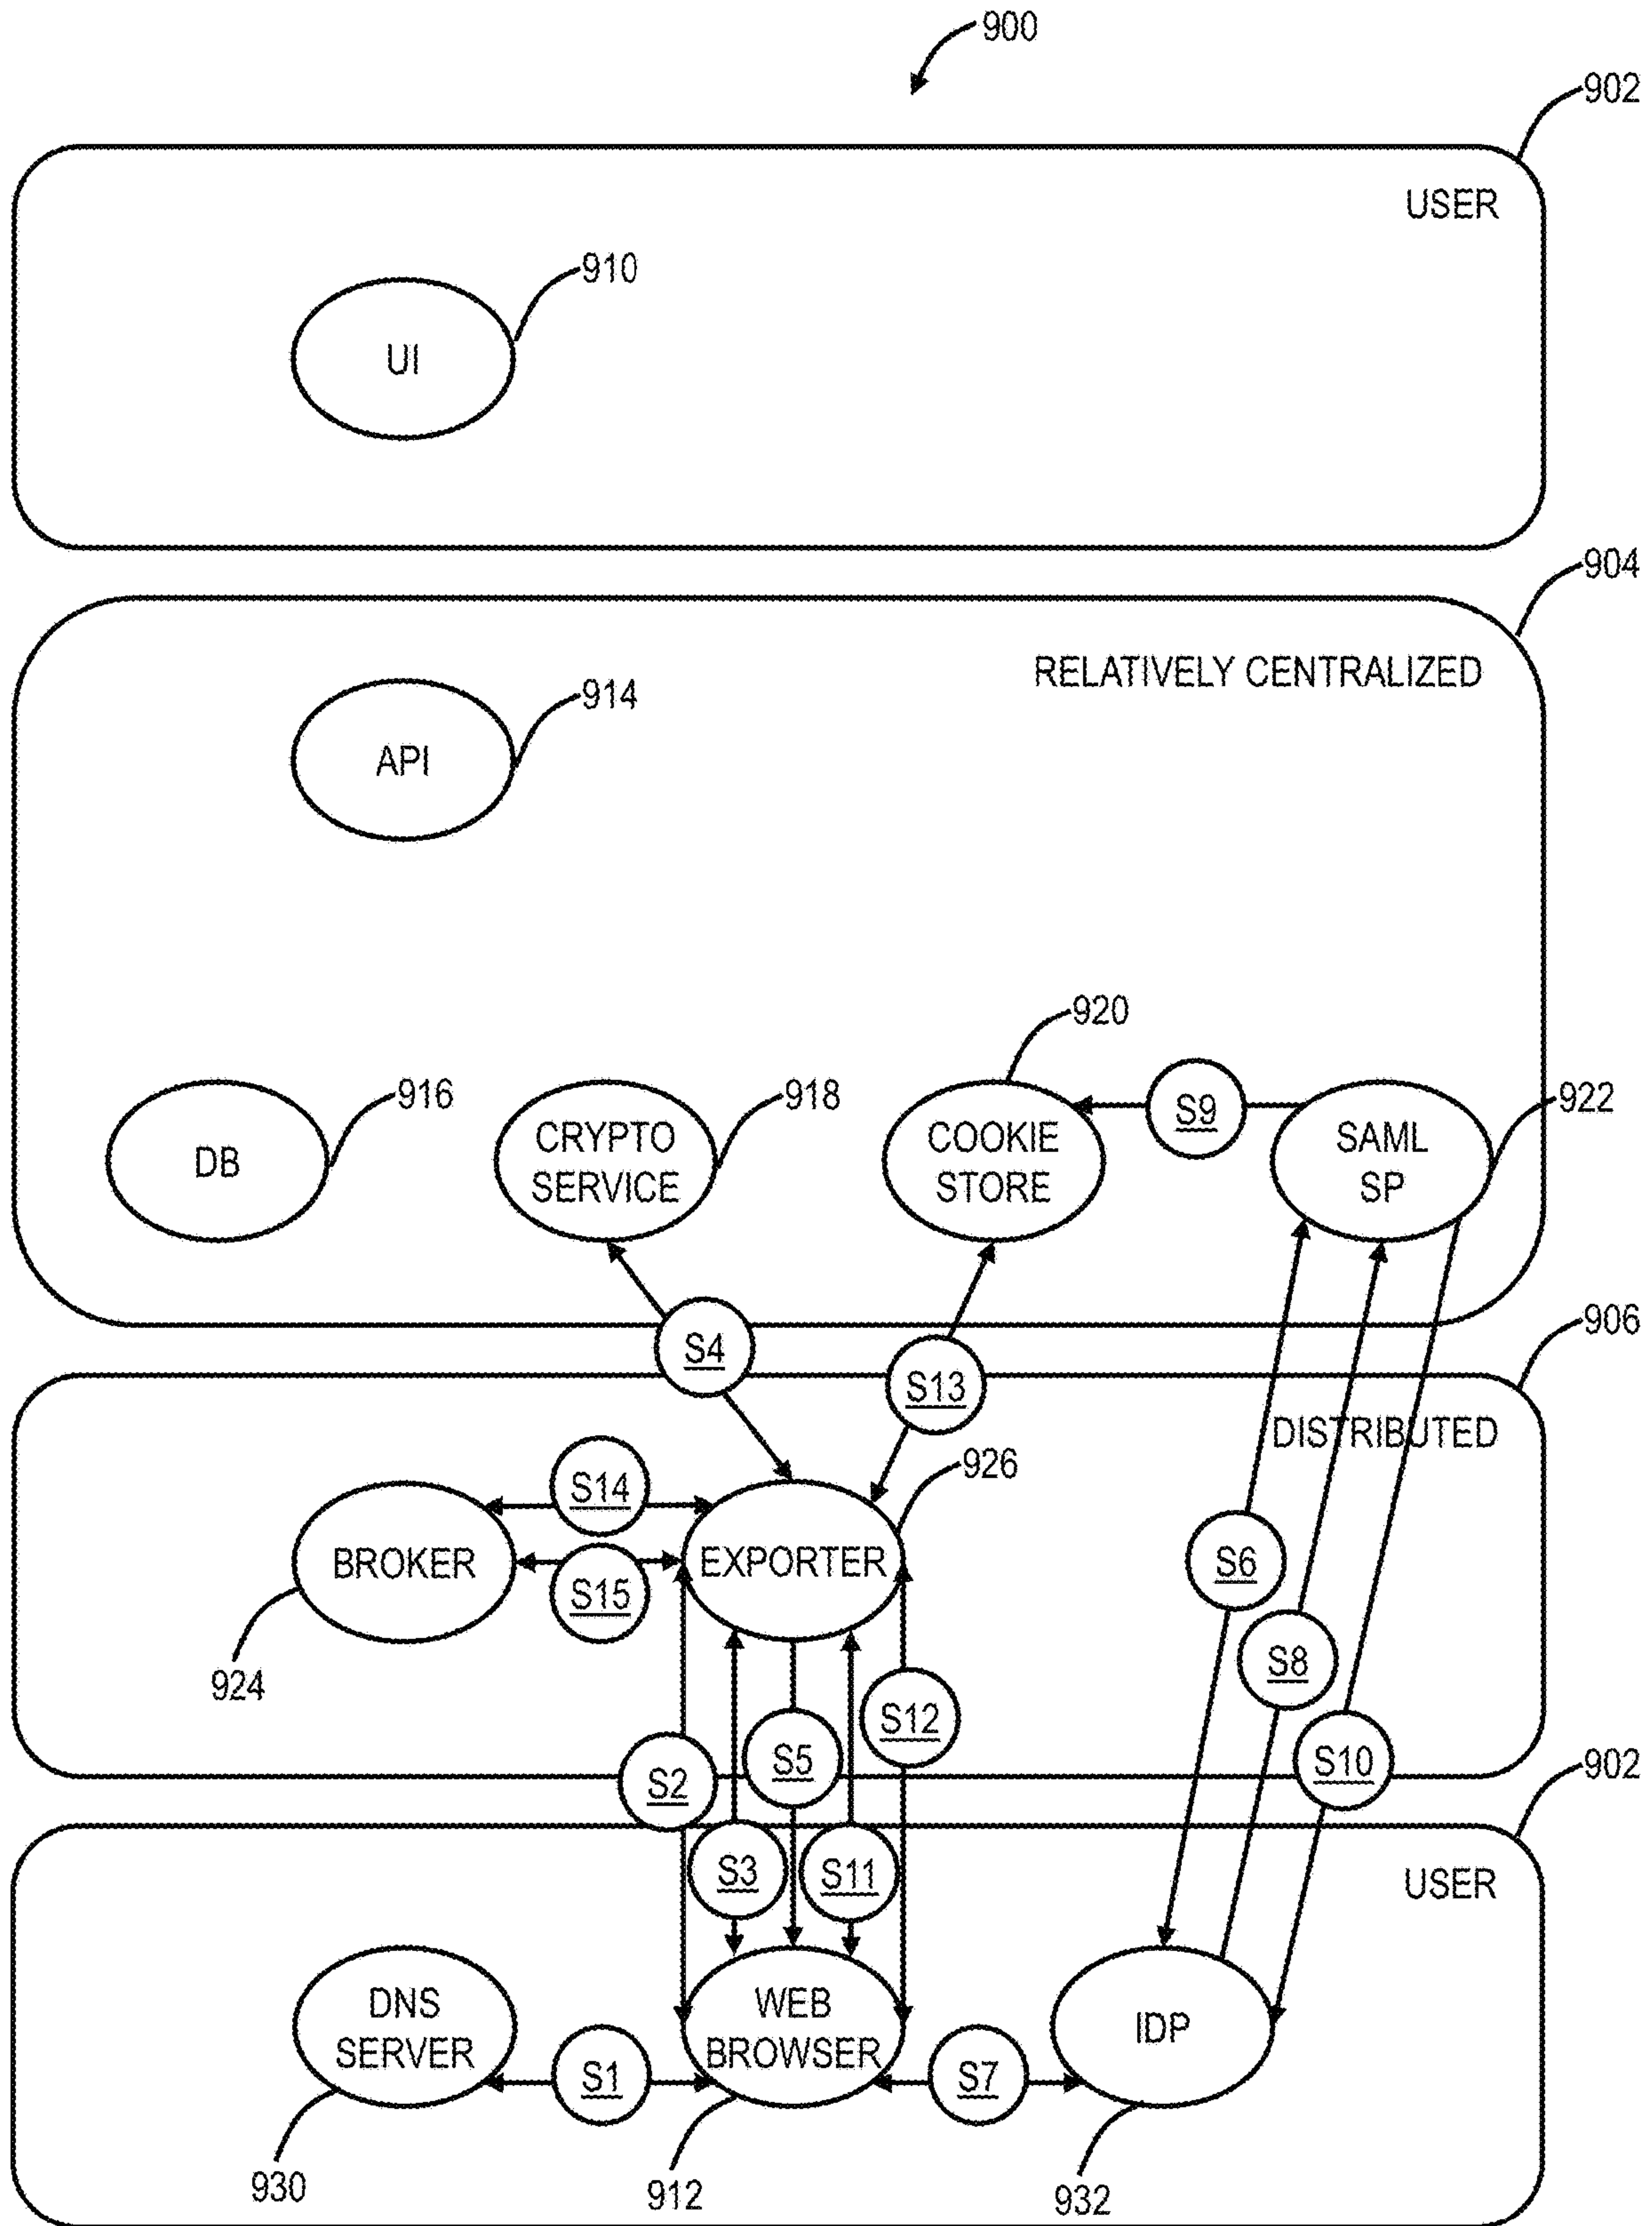 900
902
USER
910
UI
904
RELATIVELY CENTRALIZED
914
API
920
916
918
S9
922
DB
CRYPTO
SERVICE
COOKIE
STORE
SAML
SP
906
S4
S13
DISTRIBUTED
926
S14
BROKER
EXPORTER
S6
S15
924
S8
S12
S5
S10
902
S2
S3
S11
USER
DNS
SERVER
WEB
BROWSER
IDP
S1
S7
930
912
932